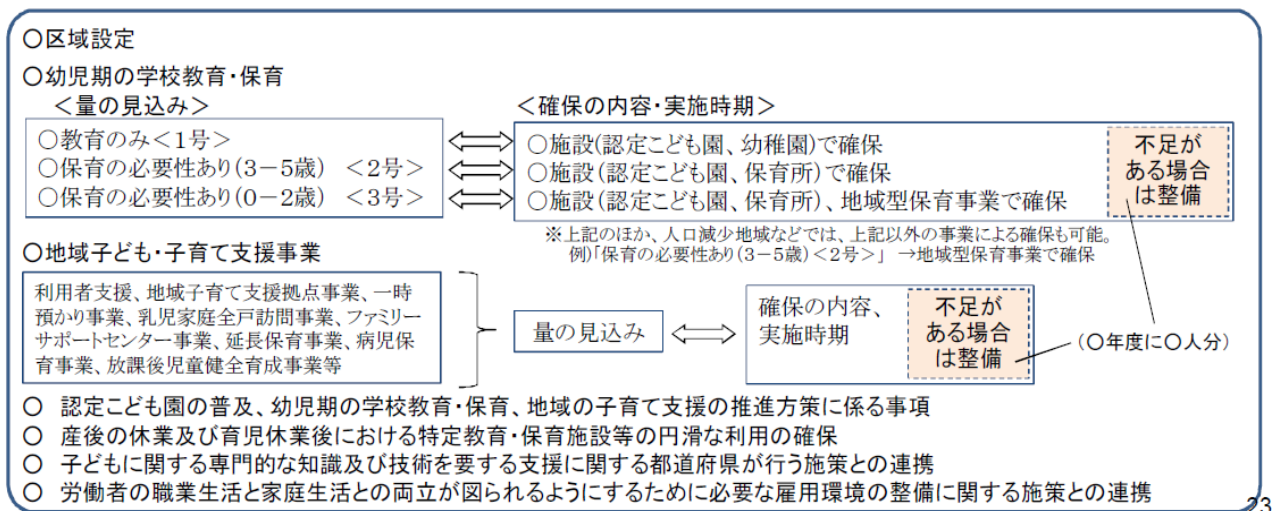 〇区域設定
〇幼児期の学校教育・保育
＜量の見込み＞
＜確保の内容・実施時期＞
〇教育のみ＜1号＞
〇保育の必要性あり(3－5歳)　＜2号＞
〇保育の必要性あり(0－2歳)　＜3号＞
〇施設(認定こども園、幼稚園)で確保
〇施設(認定こども園、保育所)で確保
〇施設(認定こども園、保育所)、地域型保育事業で確保
不足が
ある場合
は整備
※上記のほか、人口減少地域などでは、上記以外の事業による確保も可能。
例)「保育の必要性あり(3－5歳)＜2号＞」　→地域型保育事業で確保
〇地域子ども・子育て支援事業
利用者支援、地域子育て支援拠点事業、一時
預かり事業、乳児家庭全戸訪問事業、ファミリー
サポートセンター事業、延長保育事業、病児保
育事業、放課後児童健全育成事業等
量の見込み
確保の内容、
実施時期
不足が
ある場合
は整備
(〇年度に〇人分)
〇　認定こども園の普及、幼児期の学校教育・保育、地域の子育て支援の推進方策に係る事項
〇　産後の休業及び育児休業後における特定教育・保育施設等の円滑な利用の確保
〇　子どもに関する専門的な知識及び技術を要する支援に関する都道府県が行う施策との連携
〇　労働者の職業生活と家庭生活との両立が図られるようにするために必要な雇用環境の整備に関する施策との連携
23